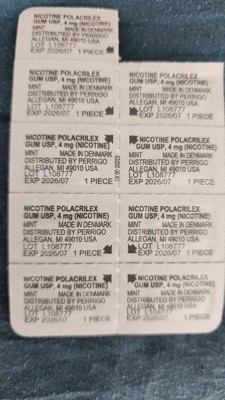 NICOTINE POLACRILEX
GUM USP, 4 mg (NICOTINE)
MINT MADE IN DENMARK
DISTRIBUTED BY PERRIGO
ALLEGAN, MI 49010 USA
LOT L108777
EXP 2026/07 1 PIECE
NICOTINE POLACRILEX
GUM USP, 4 mg (NICOTINE)
MINT MADE IN DENMARK
DISTRIBUTED BY PERRIGO
ALLEGAN, MI 49010 USA
LOT L108777
EXP 2026/07 1 PIECE
NICOTINE POLACRILEX
GUM USP, 4 mg (NICOTINE)
MINT MADE IN DENMARK
DISTRIBUTED BY PERRIGO
ALLEGAN, MI 49010 USA
LOT L108777
EXP 2026/07 1 PIECE
NICOTINE POLACRILEX
GUM USP, 4 mg (NICOTINE)
MINT MADE IN DENMARK
DISTRIBUTED BY PERRIGO
ALLEGAN, MI 49010 USA
LOT L108777
EXP 2026/07 1 PIECE
NICOTINE POLACRILEX
GUM USP, 4 mg (NICOTINE)
MINT MADE IN DENMARK
DISTRIBUTED BY PERRIGO
ALLEGAN, MI 49010 USA
LOT L108777
EXP 2026/07 1 PIECE
NICOTINE POLACRILEX
GUM USP, 4 mg (NICOTINE)
MINT MADE IN DENMARK
DISTRIBUTED BY PERRIGO
ALLEGAN, MI 49010 USA
LOT L108777
EXP 2026/07 1 PIECE
NICOTINE POLACRILEX
GUM USP, 4 mg (NICOTINE)
MINT MADE IN DENMARK
DISTRIBUTED BY PERRIGO
ALLEGAN, MI 49010 USA
LOT L108777
EXP 2026/07 1 PIECE
NICOTINE POLACRILEX
GUM USP, 4 mg (NICOTINE)
MINT MADE IN DENMARK
DISTRIBUTED BY PERRIGO
ALLEGAN, MI 49010 USA
LOT L108777
EXP 2026/07 1 PIECE
NICOTINE POLACRILEX
GUM USP, 4 mg (NICOTINE)
MINT MADE IN DENMARK
DISTRIBUTED BY PERRIGO
ALLEGAN, MI 49010 USA
LOT L108777
EXP 2026/07 1 PIECE